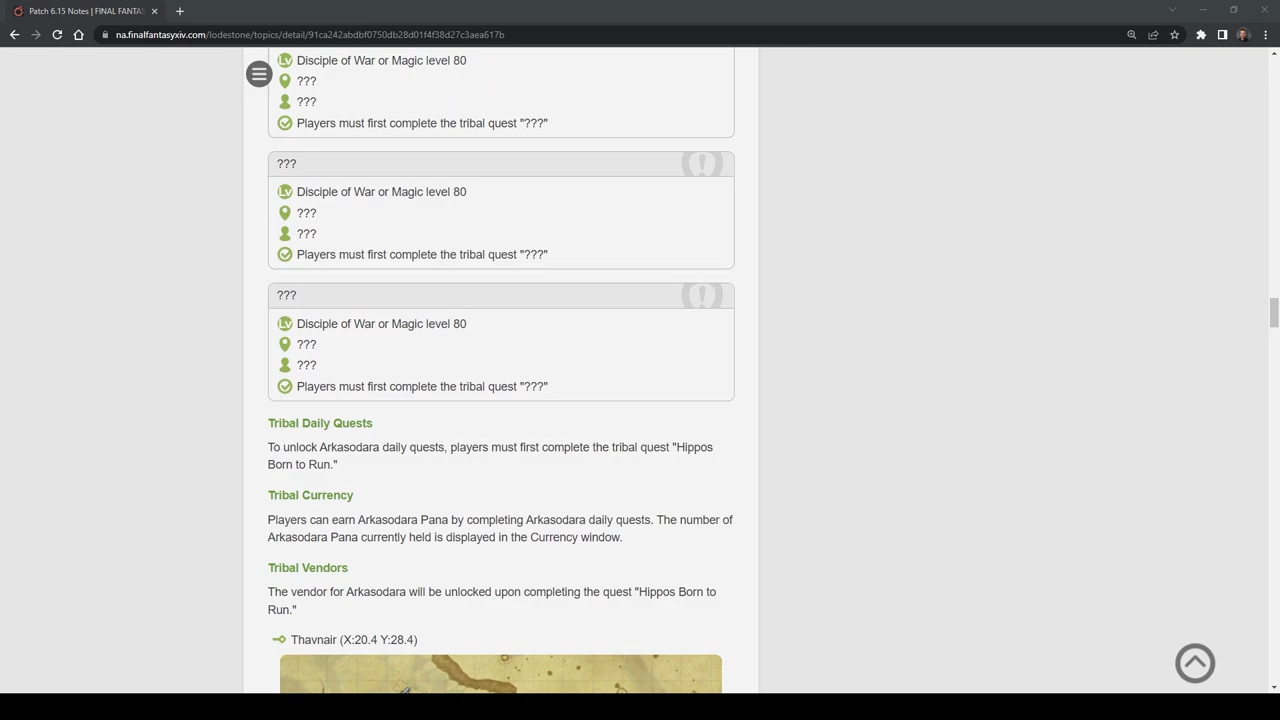 Patch 6.15 Notes | FINAL FANTAS
na.finalfantasyxiv.com/lodestone/topics/detail/91ca242abdbf0750db28d01f4f38d27c3aea617b
Lv Disciple of War or Magic level 80
???
???
Players must first complete the tribal quest "???"
???
Lv Disciple of War or Magic level 80
???
???
Players must first complete the tribal quest "???"
???
Lv Disciple of War or Magic level 80
???
???
Players must first complete the tribal quest "???"
Tribal Daily Quests
To unlock Arkasodara daily quests, players must first complete the tribal quest "Hippos
Born to Run."
Tribal Currency
Players can earn Arkasodara Pana by completing Arkasodara daily quests. The number of
Arkasodara Pana currently held is displayed in the Currency window.
Tribal Vendors
The vendor for Arkasodara will be unlocked upon completing the quest "Hippos Born to
Run."
Thavnair (X:20.4 Y:28.4)